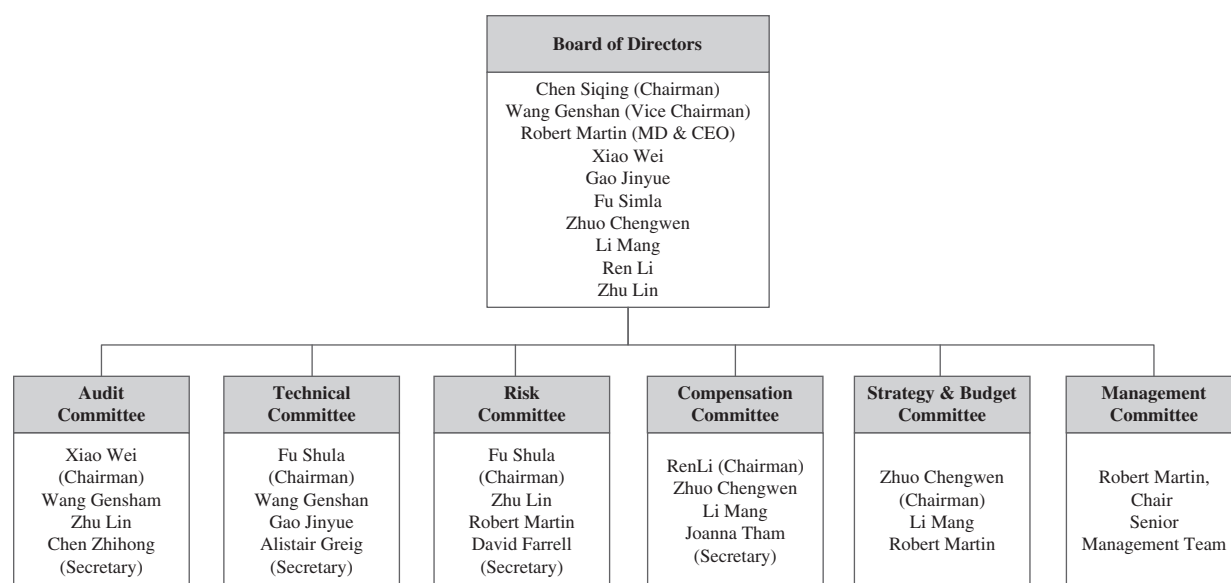 Board of Directors
Chen Siqing (Chairman)
Wang Genshan (Vice Chairman)
Robert Martin (MD & CEO)
Xiao Wei
Gao Jinyue
Fu Simla
Zhuo Chengwen
Li Mang
Ren Li
Zhu Lin
Audit
Committee
Xiao Wei
(Chairman)
Wang Gensham
Zhu Lin
Chen Zhihong
(Secretary)
Technical
Committee
Fu Shula
(Chairman)
Wang Genshan
Gao Jinyue
Alistair Greig
(Secretary)
Risk
Committee
Fu Shula
(Chairman)
Zhu Lin
Robert Martin
David Farrell
(Secretary)
Compensation
Committee
RenLi (Chairman)
Zhuo Chengwen
Li Mang
Joanna Tham
(Secretary)
Strategy & Budget
Committee
Zhuo Chengwen
(Chairman)
Li Mang
Robert Martin
Management
Committee
Robert Martin,
Chair
Senior
Management Team